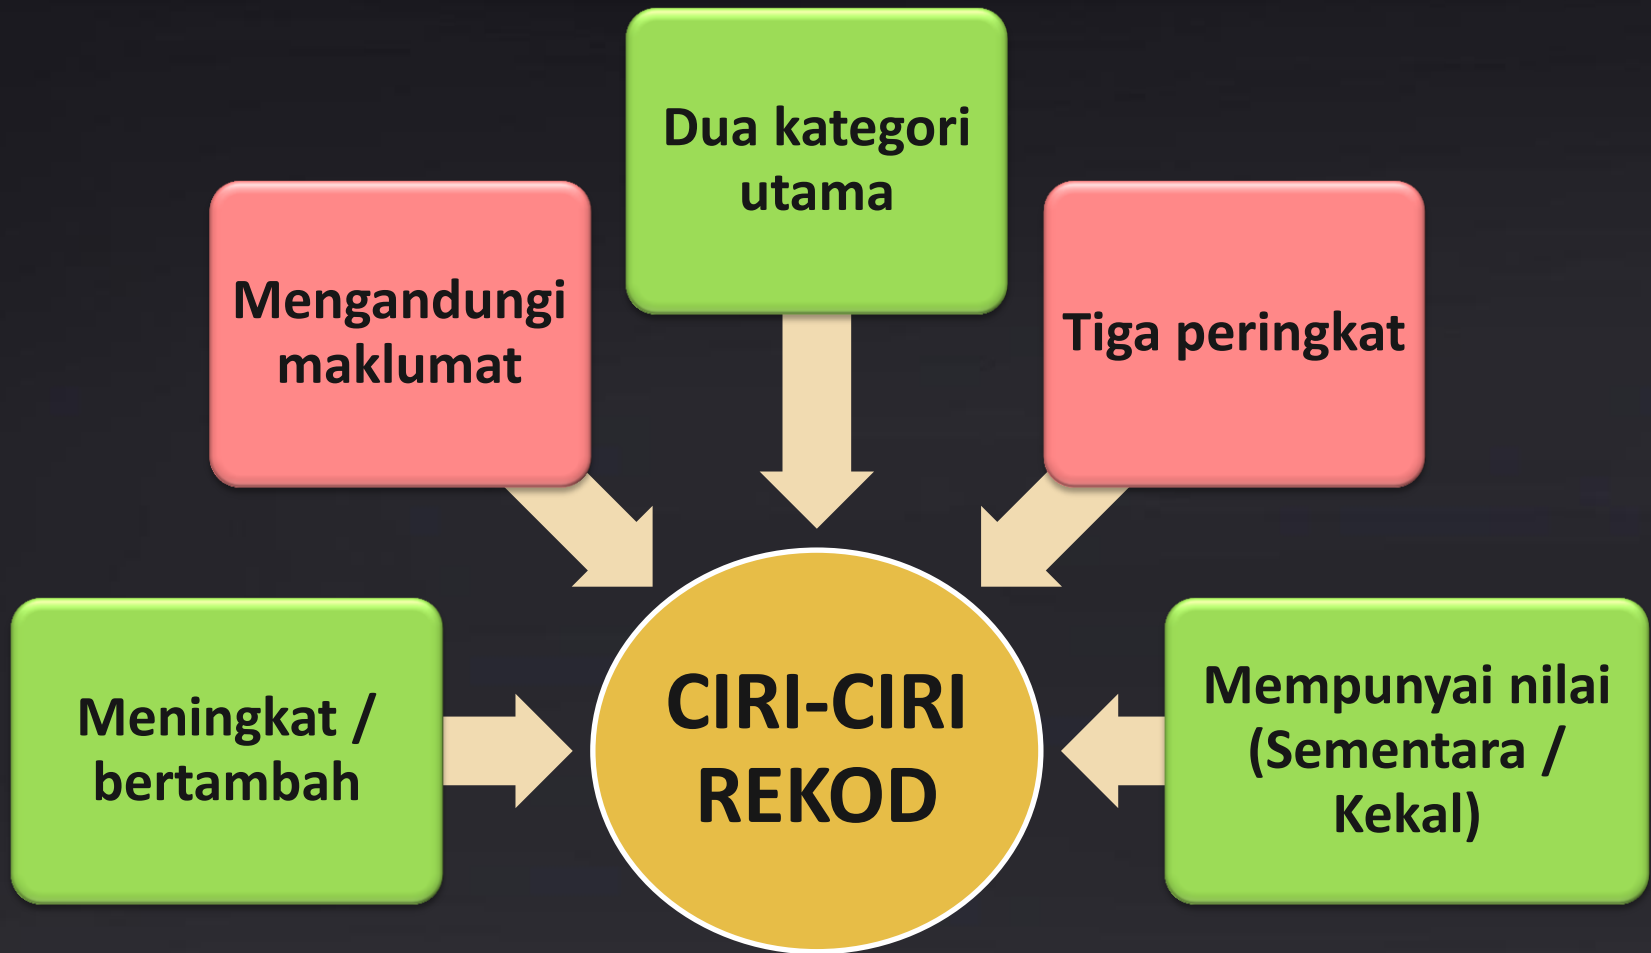 Dua kategori
utama
Mengandungi
maklumat
Tiga peringkat
Meningkat /
bertambah
CIRI-CIRI
REKOD
Mempunyai nilai
(Sementara /
Kekal)